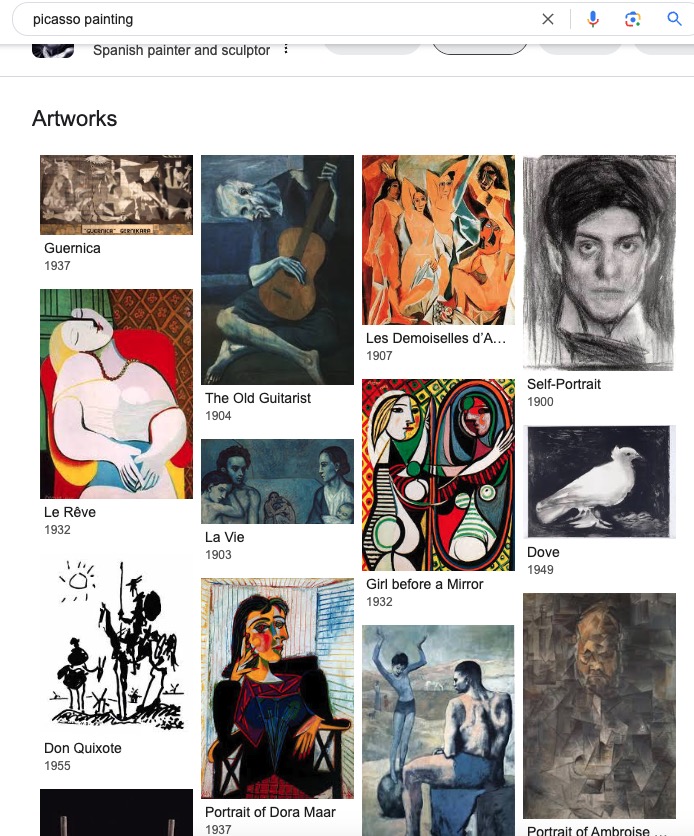 picasso painting
Spanish painter and sculptor
Artworks
"GUERNICA" GERNIKARA
Guernica
1937
The Old Guitarist
1904
Les Demoiselles d'A...
1907
Self-Portrait
1900
Le Rêve
1932
La Vie
1903
Girl before a Mirror
1932
Dove
1949
Don Quixote
1955
Portrait of Dora Maar
1937
Portrait of Ambroise ...